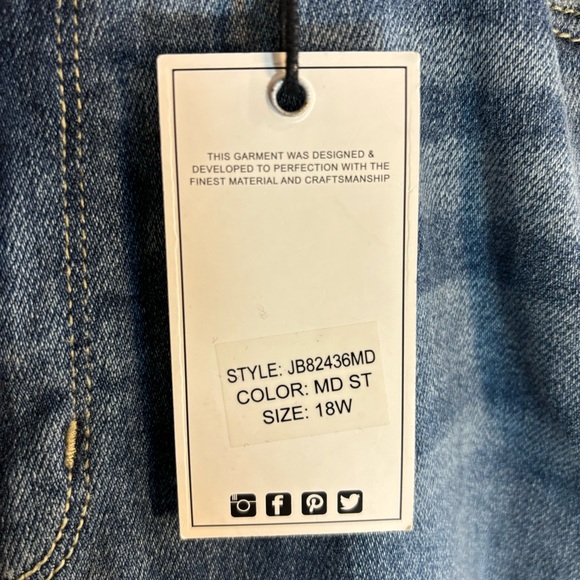 THIS GARMENT WAS DESIGNED &
DEVELOPED TO PERFECTION WITH THE
FINEST MATERIAL AND CRAFTSMANSHIP
STYLE: JB82436MD
COLOR: MD ST
SIZE: 18W